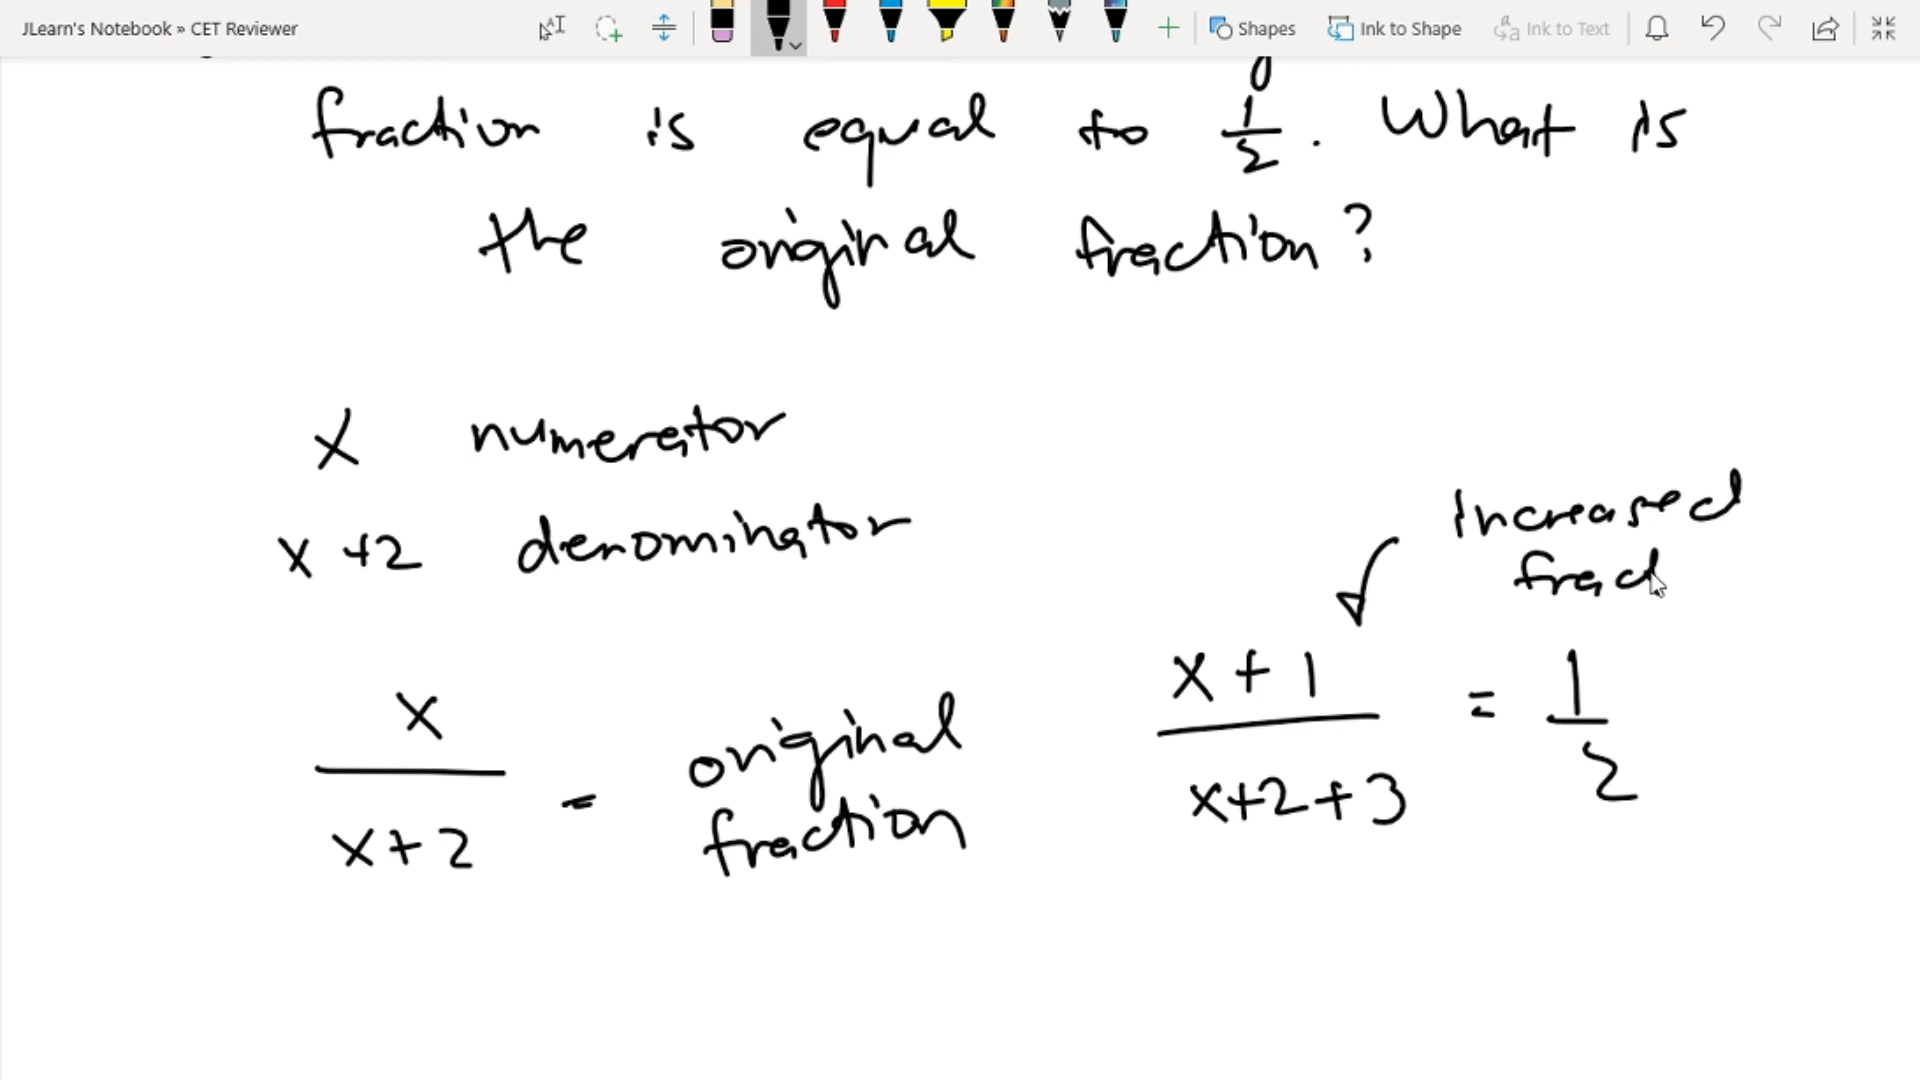 JLearn's Notebook » CET Reviewer
Shapes
Ink to Shape
Ink to Text
fraction is equal to 1/2. What is
the original fraction?
x numerator
x+2 denominator
increased
fract
x/x+2 = original fraction
x+1/x+2+3 = 1/2